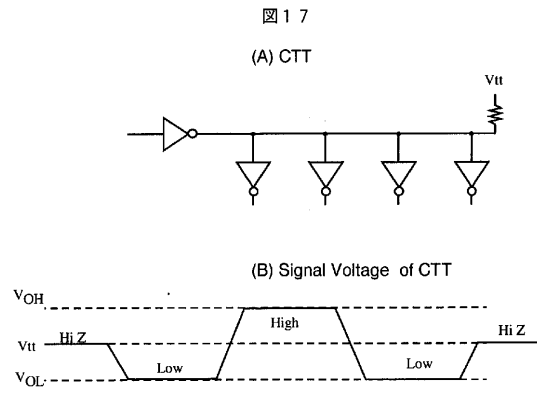 図１７
(A) CTT
Vtt
(B) Signal Voltage of CTT
VOH
High
Hi Z
Hi Z
Vtt
Low
Low
VOL